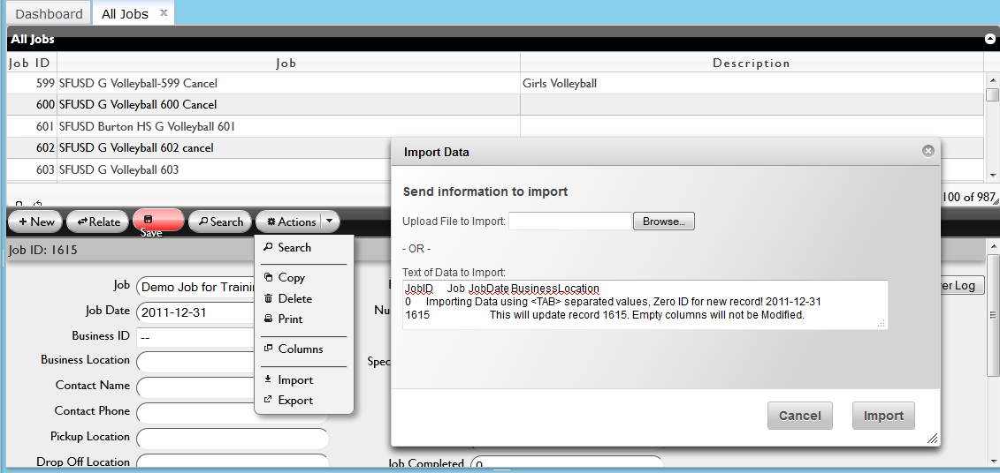 Dashboard All Jobs x
All Jobs
Job ID Job Description
599 SFUSD G Volleyball-599 Cancel Girls Volleyball
600 SFUSD G Volleyball 600 Cancel
601 SFUSD Burton HS G Volleyball 601
602 SFUSD G Volleyball 602 cancel
603 SFUSD G Volleyball 603
100 of 987
+ New Relate Save Search Actions
Job ID: 1615
Job Demo Job for Trainin
Job Date 2011-12-31
Business ID --
Business Location
Contact Name
Contact Phone
Pickup Location
Drop Off Location
Search
Copy
Delete
Print
Columns
Import
Export
Nu
Spec
er Log
Job Completed 0
Import Data
Send information to import
Upload File to Import: Browse...
- OR -
Text of Data to Import:
JobID Job JobDate BusinessLocation
0 Importing Data using <TAB> separated values, Zero ID for new record! 2011-12-31
1615 This will update record 1615. Empty columns will not be Modified.
Cancel Import